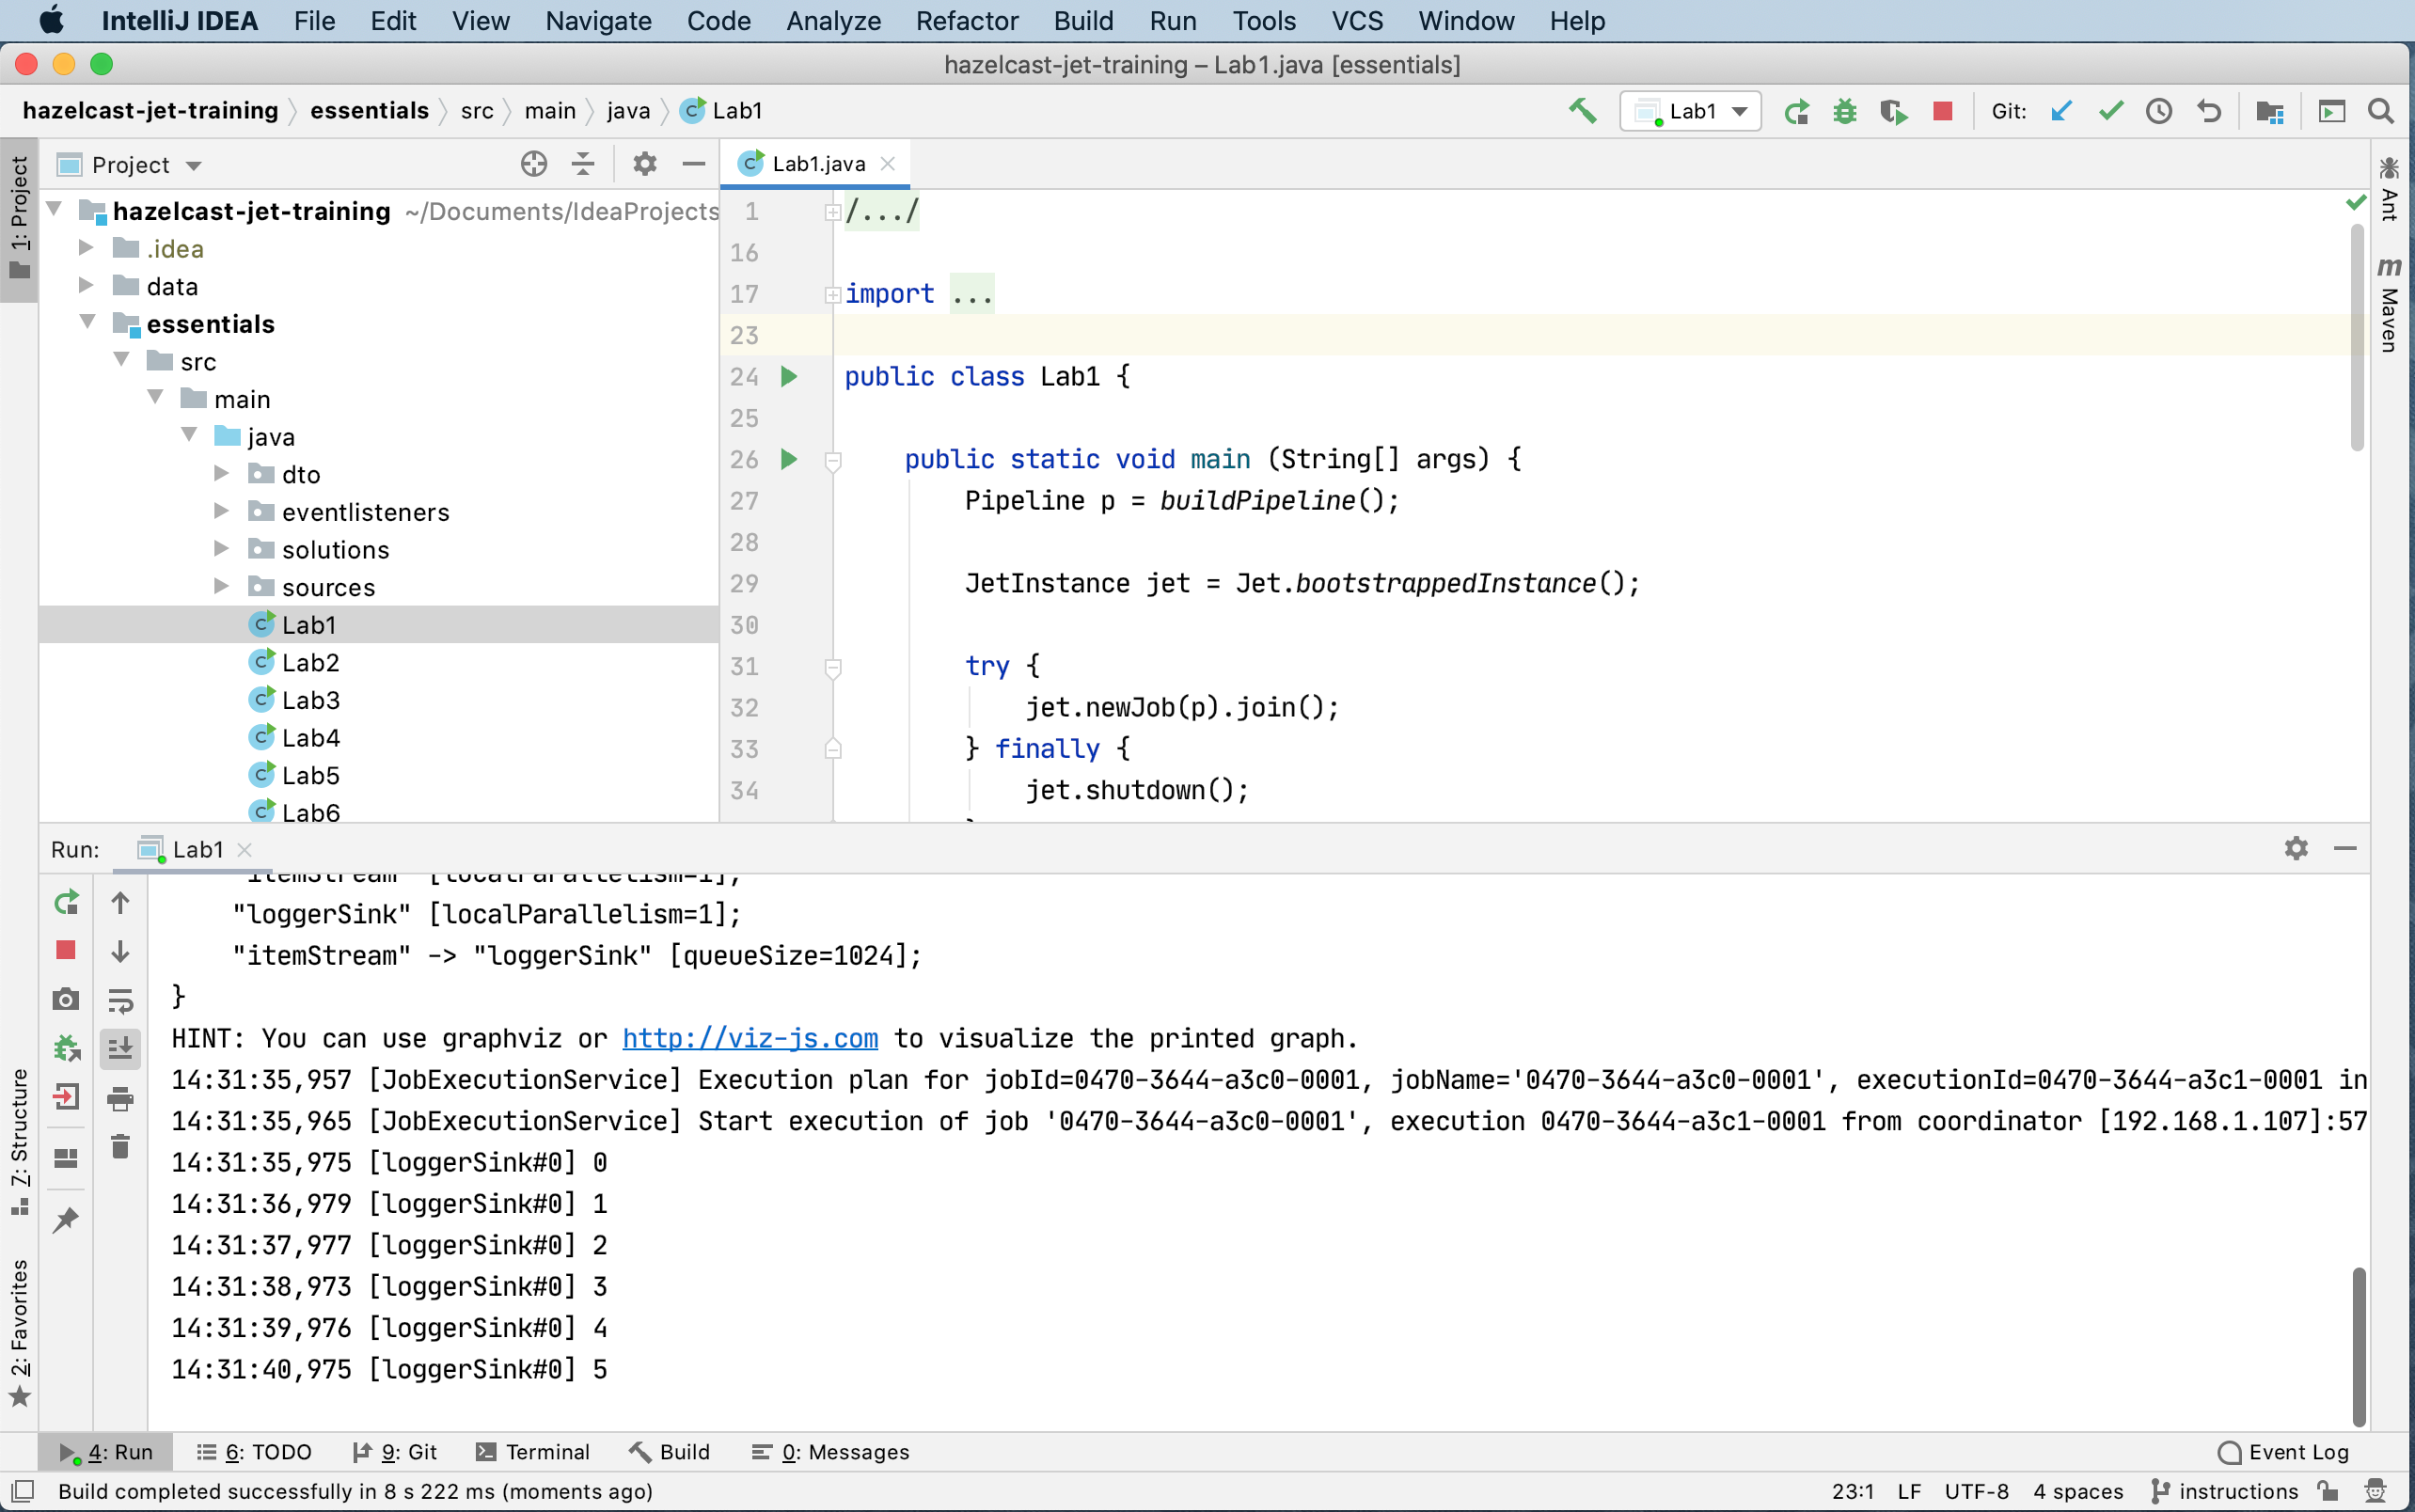 IntelliJ IDEA File Edit View Navigate Code Analyze Refactor Build Run Tools VCS Window Help
hazelcast-jet-training – Lab1.java [essentials]
hazelcast-jet-training essentials src main java Lab1
Lab1
Git:
1: Project
Project
hazelcast-jet-training ~/Documents/IdeaProjects
.idea
data
essentials
src
main
java
dto
eventlisteners
solutions
sources
Lab1
Lab2
Lab3
Lab4
Lab5
Lab6
Lab1.java
1 /.../
16
17 import ...
23
24 public class Lab1 {
25
26 public static void main (String[] args) {
27 Pipeline p = buildPipeline();
28
29 JetInstance jet = Jet.bootstrappedInstance();
30
31 try {
32 jet.newJob(p).join();
33 } finally {
34 jet.shutdown();
Ant
Maven
Run: Lab1
"itemStream" [localParallelism=1];
"loggerSink" [localParallelism=1];
"itemStream" -> "loggerSink" [queueSize=1024];
}
HINT: You can use graphviz or http://viz-js.com to visualize the printed graph.
14:31:35,957 [JobExecutionService] Execution plan for jobId=0470-3644-a3c0-0001, jobName='0470-3644-a3c0-0001', executionId=0470-3644-a3c1-0001 in
14:31:35,965 [JobExecutionService] Start execution of job '0470-3644-a3c0-0001', execution 0470-3644-a3c1-0001 from coordinator [192.168.1.107]:57
14:31:35,975 [loggerSink#0] 0
14:31:36,979 [loggerSink#0] 1
14:31:37,977 [loggerSink#0] 2
14:31:38,973 [loggerSink#0] 3
14:31:39,976 [loggerSink#0] 4
14:31:40,975 [loggerSink#0] 5
7: Structure
2: Favorites
4: Run 6: TODO 9: Git Terminal Build 0: Messages Event Log
Build completed successfully in 8 s 222 ms (moments ago) 23:1 LF UTF-8 4 spaces instructions